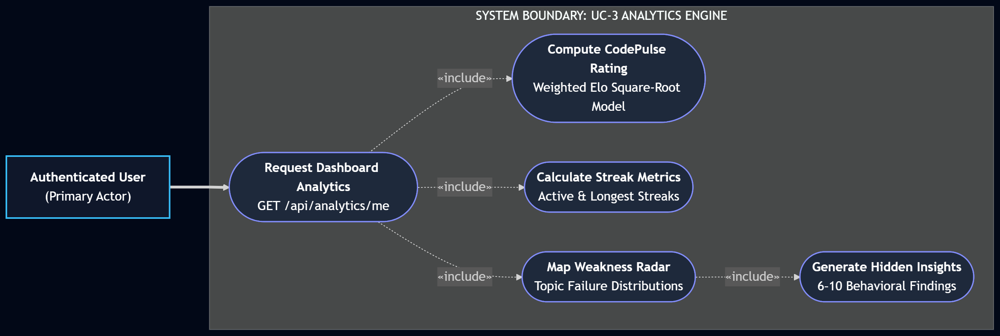 SYSTEM BOUNDARY: UC-3 ANALYTICS ENGINE
Compute CodePulse
Rating
Weighted Elo Square-Root
Model
«include»
Authenticated User
(Primary Actor)
Request Dashboard
Analytics
GET /api/analytics/me
«include»
Calculate Streak Metrics
Active & Longest Streaks
«include»
Map Weakness Radar
Topic Failure Distributions
«include»
Generate Hidden Insights
6-10 Behavioral Findings